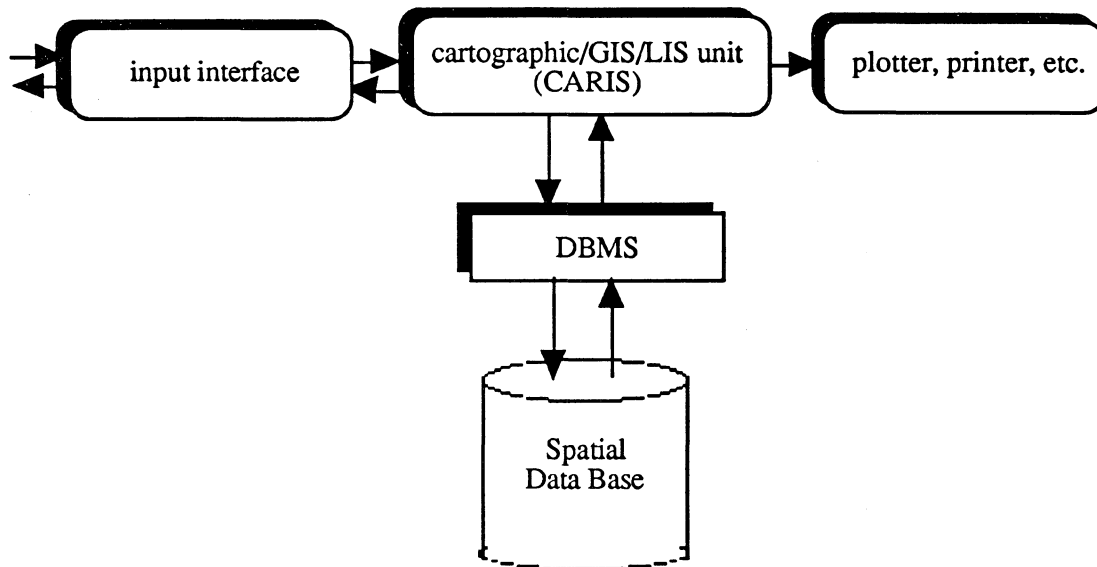 input interface
cartographic/GIS/LIS unit
(CARIS)
plotter, printer, etc.
DBMS
Spatial
Data Base